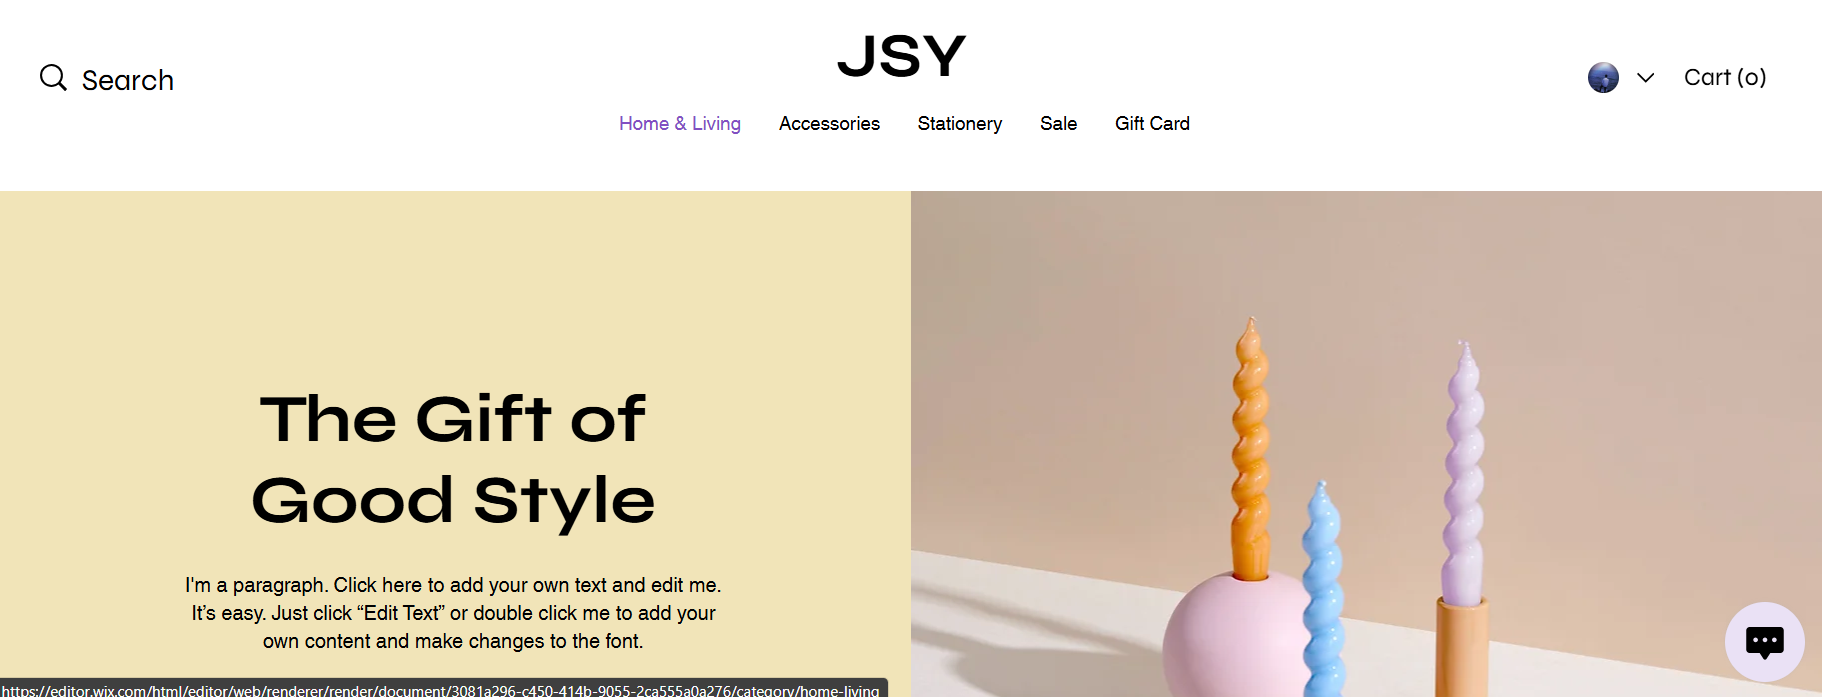 JSY
Search
Cart (0)
Home & Living
Accessories
Stationery
Sale
Gift Card
The Gift of
Good Style
I'm a paragraph. Click here to add your own text and edit me.
It’s easy. Just click “Edit Text” or double click me to add your
own content and make changes to the font.
https://editor.wix.com/html/editor/web/renderer/render/document/3081a296-c450-414b-9055-2ca555a0a276/category/home-living